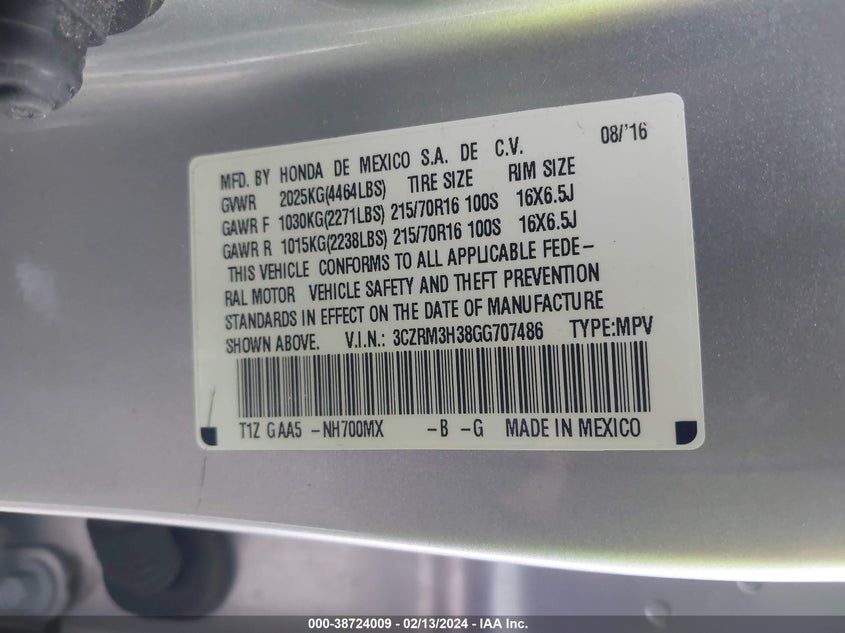 08/'16
MFD. BY HONDA DE MEXICO S.A. DE C.V.
GVWR 2025KG(4464LBS) TIRE SIZE RIM SIZE
GAWR F 1030KG(2271LBS) 215/70R16 100S 16X6.5J
GAWR R 1015KG(2238LBS) 215/70R16 100S 16X6.5J
THIS VEHICLE CONFORMS TO ALL APPLICABLE FEDE-
RAL MOTOR VEHICLE SAFETY AND THEFT PREVENTION
STANDARDS IN EFFECT ON THE DATE OF MANUFACTURE
SHOWN ABOVE. V.I.N.: 3CZRM3H38GG707486 TYPE:MPV
T1Z GAA5 -NH700MX -B -G MADE IN MEXICO
000-38724009 - 02/13/2024 - IAA Inc.